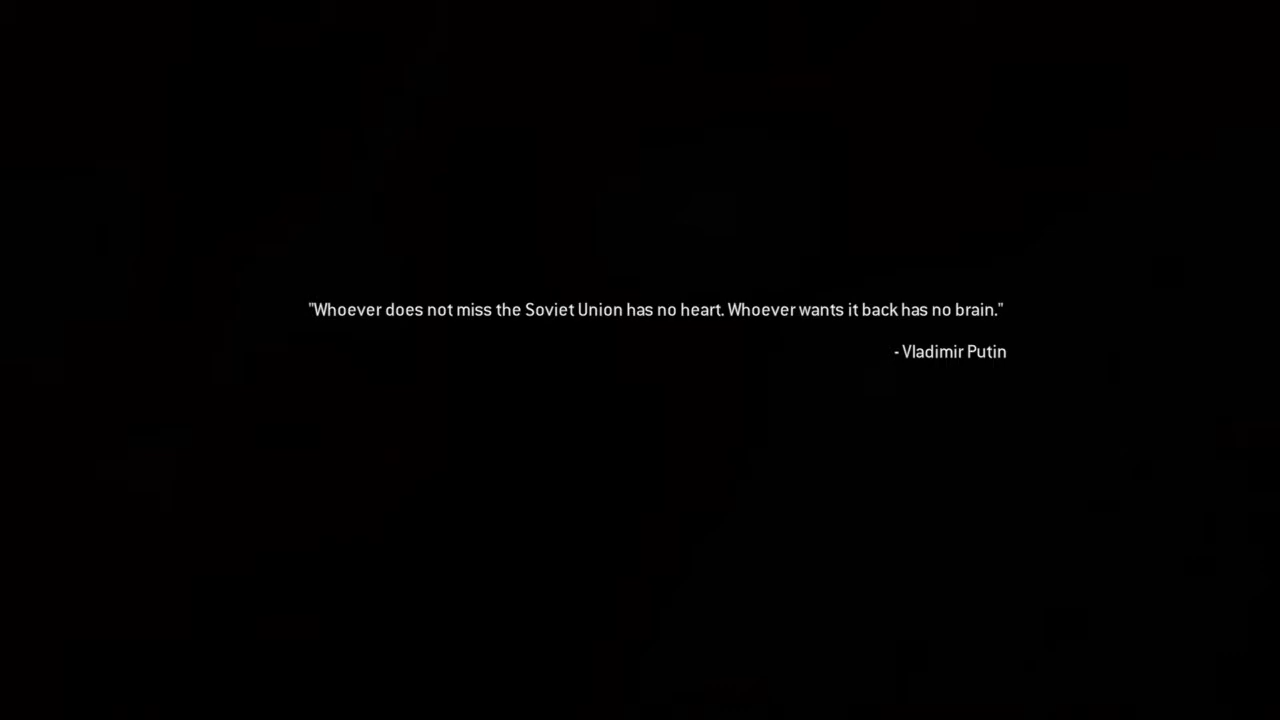 "Whoever does not miss the Soviet Union has no heart. Whoever wants it back has no brain."
- Vladimir Putin